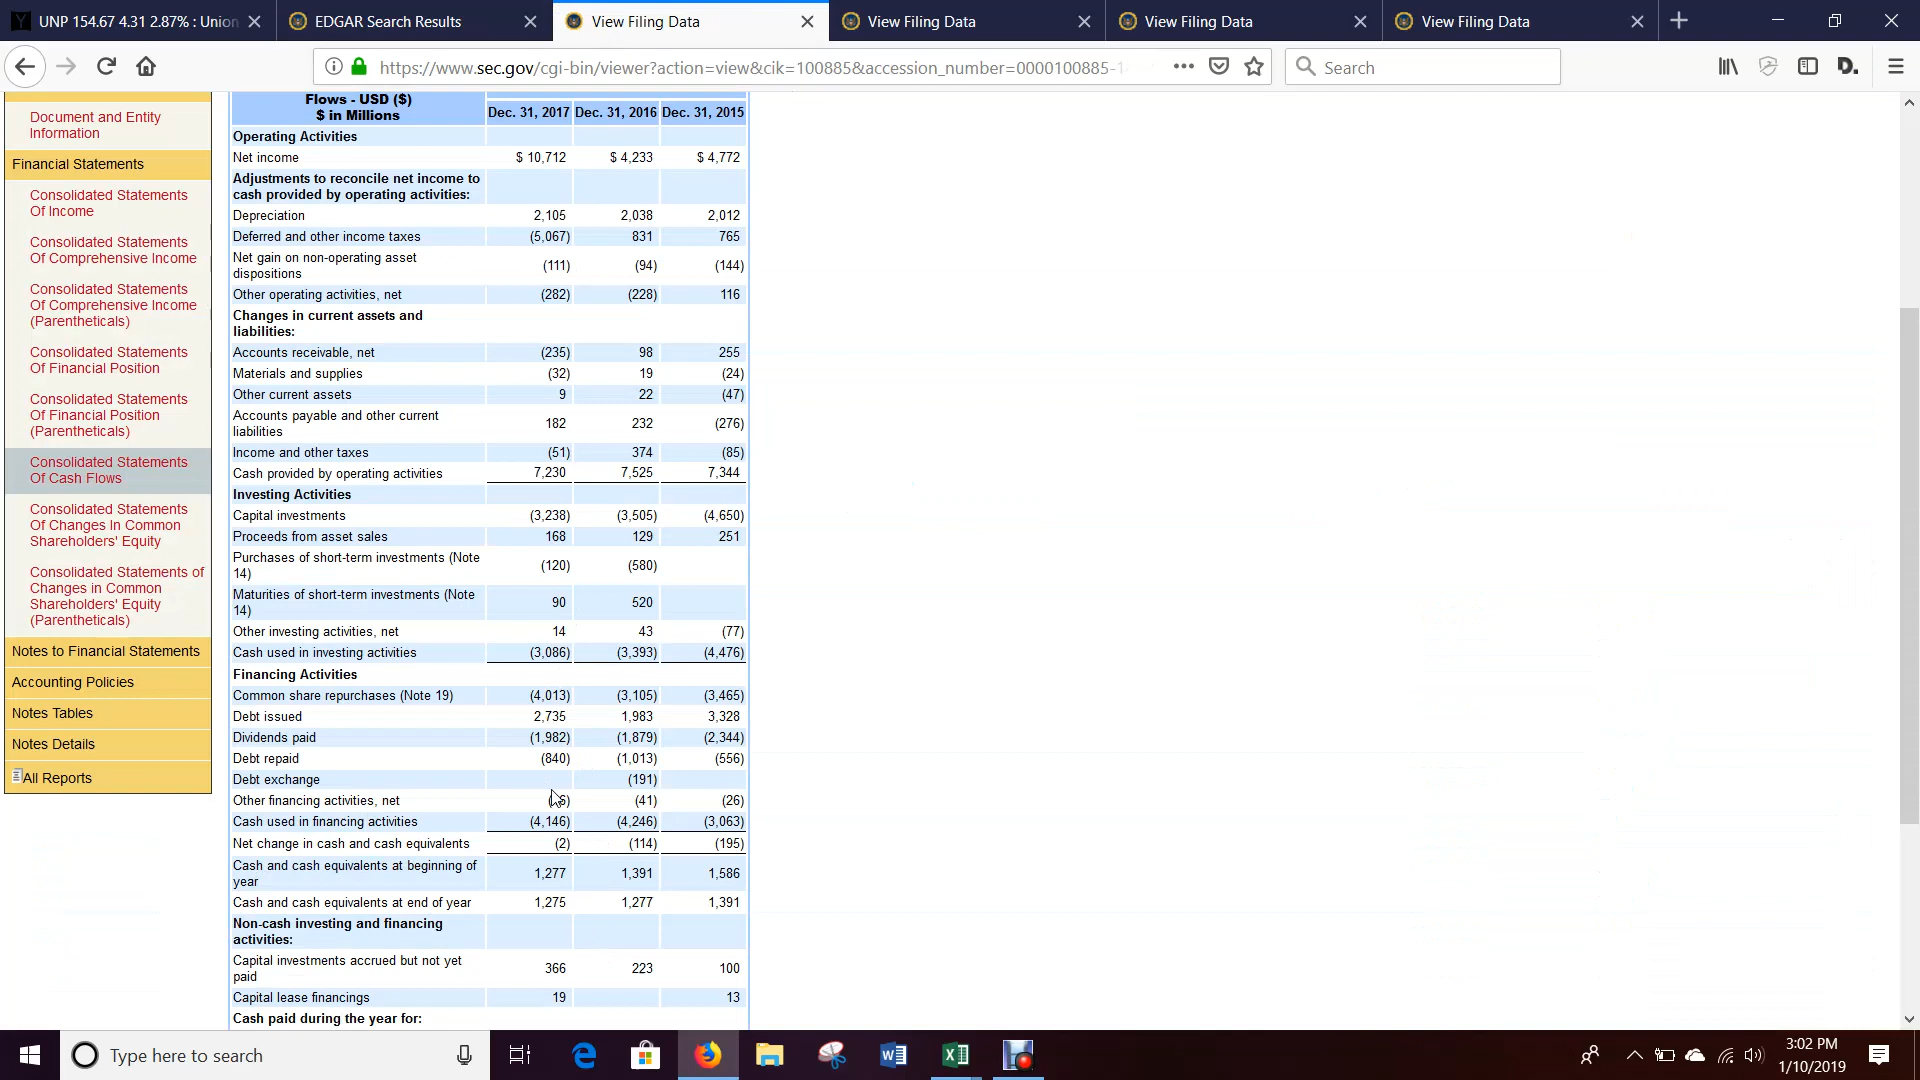 UNP 154.67 4.31 2.87% : Union
EDGAR Search Results
View Filing Data
View Filing Data
View Filing Data
View Filing Data
https://www.sec.gov/cgi-bin/viewer?action=view&cik=100885&accession_number=0000100885-1
Search
Document and Entity
Information
Financial Statements
Consolidated Statements
Of Income
Consolidated Statements
Of Comprehensive Income
Consolidated Statements
Of Comprehensive Income
(Parentheticals)
Consolidated Statements
Of Financial Position
Consolidated Statements
Of Financial Position
(Parentheticals)
Consolidated Statements
Of Cash Flows
Consolidated Statements
Of Changes In Common
Shareholders' Equity
Consolidated Statements of
Changes in Common
Shareholders' Equity
(Parentheticals)
Notes to Financial Statements
Accounting Policies
Notes Tables
Notes Details
All Reports
Flows - USD ($)
$ in Millions
Dec. 31, 2017 Dec. 31, 2016 Dec. 31, 2015
Operating Activities
Net income $ 10,712 $ 4,233 $ 4,772
Adjustments to reconcile net income to
cash provided by operating activities:
Depreciation 2,105 2,038 2,012
Deferred and other income taxes (5,067) 831 765
Net gain on non-operating asset
dispositions (111) (94) (144)
Other operating activities, net (282) (228) 116
Changes in current assets and
liabilities:
Accounts receivable, net (235) 98 255
Materials and supplies (32) 19 (24)
Other current assets 9 22 (47)
Accounts payable and other current
liabilities 182 232 (276)
Income and other taxes (51) 374 (85)
Cash provided by operating activities 7,230 7,525 7,344
Investing Activities
Capital investments (3,238) (3,505) (4,650)
Proceeds from asset sales 168 129 251
Purchases of short-term investments (Note
14) (120) (580)
Maturities of short-term investments (Note
14) 90 520
Other investing activities, net 14 43 (77)
Cash used in investing activities (3,086) (3,393) (4,476)
Financing Activities
Common share repurchases (Note 19) (4,013) (3,105) (3,465)
Debt issued 2,735 1,983 3,328
Dividends paid (1,982) (1,879) (2,344)
Debt repaid (840) (1,013) (556)
Debt exchange (191)
Other financing activities, net (41) (26)
Cash used in financing activities (4,146) (4,246) (3,063)
Net change in cash and cash equivalents (2) (114) (195)
Cash and cash equivalents at beginning of
year 1,277 1,391 1,586
Cash and cash equivalents at end of year 1,275 1,277 1,391
Non-cash investing and financing
activities:
Capital investments accrued but not yet
paid 366 223 100
Capital lease financings 19 13
Cash paid during the year for:
Type here to search
3:02 PM
1/10/2019